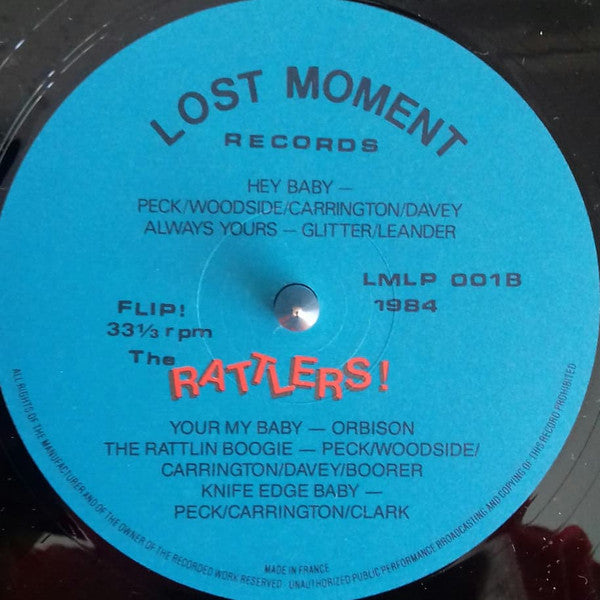 LOST MOMENT
RECORDS
HEY BABY —
PECK/WOODSIDE/CARRINGTON/DAVEY
ALWAYS YOURS — GLITTER/LEANDER
LMLP 001B
1984
FLIP!
33⅓ rpm
The
RATTLERS!
YOUR MY BABY — ORBISON
THE RATTLIN BOOGIE — PECK/WOODSIDE/
CARRINGTON/DAVEY/BOORER
KNIFE EDGE BABY —
PECK/CARRINGTON/CLARK
MADE IN FRANCE
ALL RIGHTS OF THE MANUFACTURER AND OF THE OWNER OF THE RECORDED WORK RESERVED · UNAUTHORIZED PUBLIC PERFORMANCE BROADCASTING AND COPYING OF THIS RECORD PROHIBITED